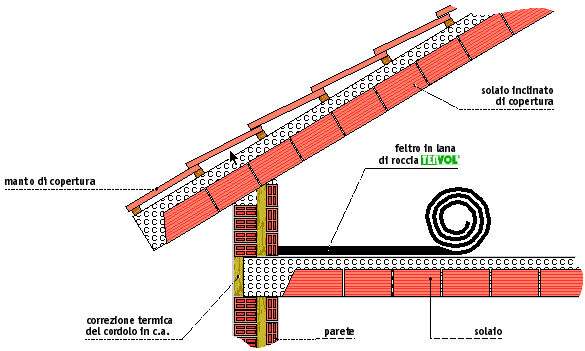 solaio inclinato
di copertura
feltro in lana
di roccia TERVOL
manto di copertura
correzione termica
del cordolo in c.a.
parete
solaio